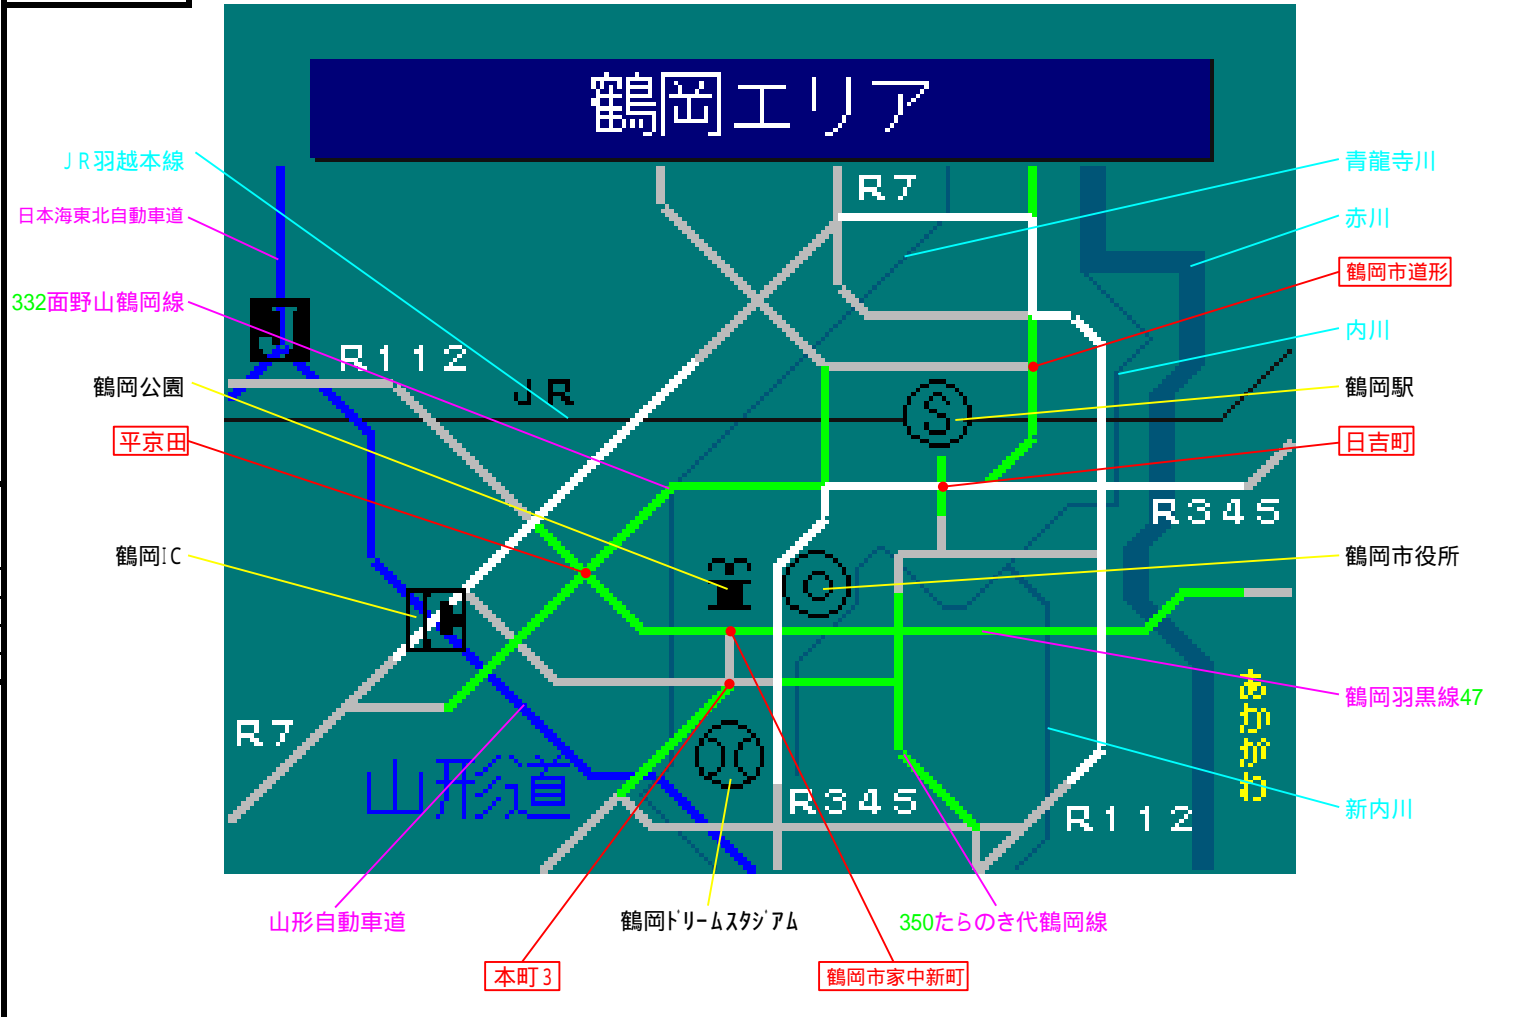 鶴岡エリア
JR羽越本線
青龍寺川
R7
日本海東北自動車道
赤川
鶴岡市道形
332面野山鶴岡線
J
内川
R112
鶴岡公園
JR
鶴岡駅
S
平京田
日吉町
R345
鶴岡IC
鶴岡市役所
鶴岡羽黒線47
R7
あかがわ
山形道
R345
R112
新内川
山形自動車道
鶴岡ドリームスタジアム
350たらのき代鶴岡線
本町3
鶴岡市家中新町